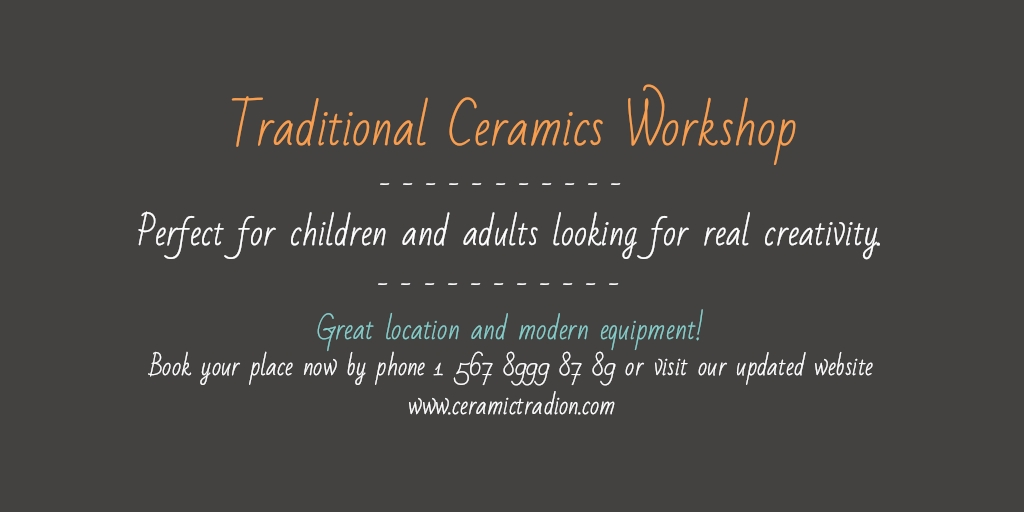 Traditional Ceramics Workshop
- - - - - - - - - - -
Perfect for children and adults looking for real creativity.
- - - - - - - - - - -
Great location and modern equipment!
Book your place now by phone 1 567 8999 87 89 or visit our updated website
www.ceramictradion.com